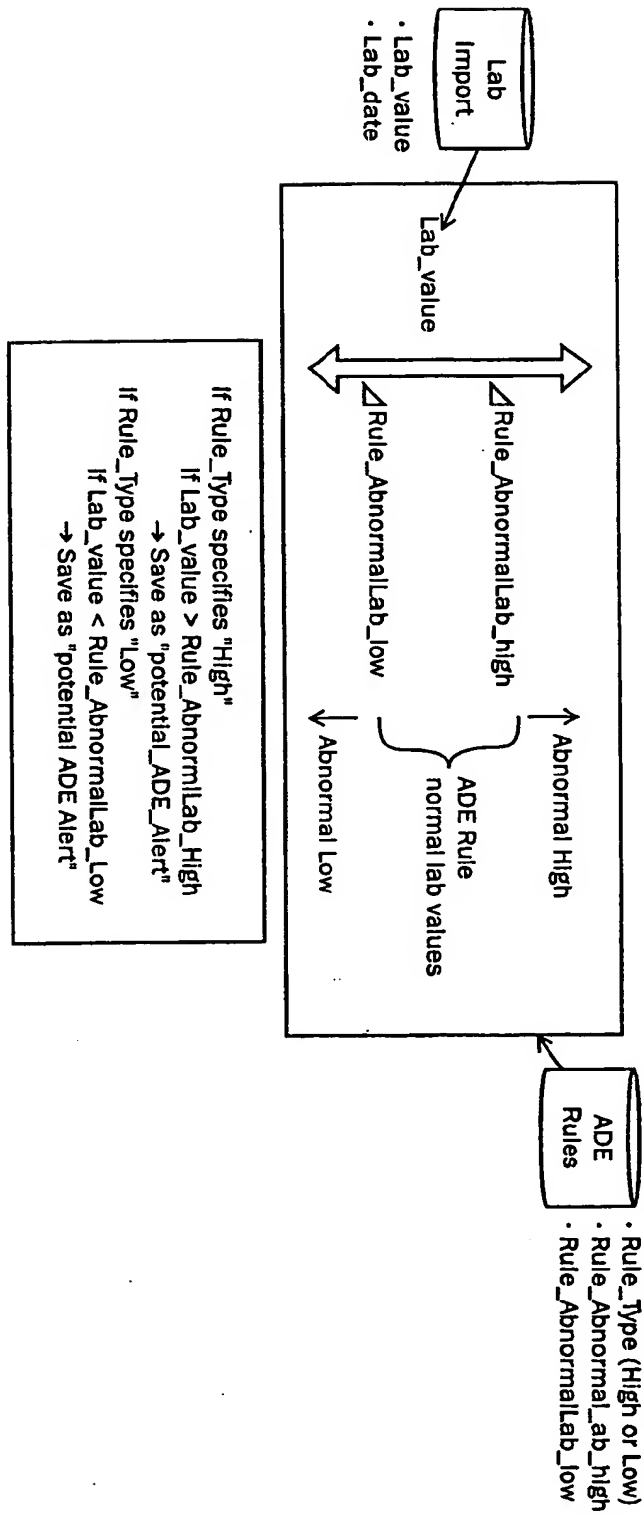 Lab
Import
· Lab_value
· Lab_date
Lab_value
Rule_AbnormalLab_high
Rule_AbnormalLab_low
Abnormal High
ADE Rule
normal lab values
Abnormal Low
ADE
Rules
· Rule_Type (High or Low)
· Rule_Abnormal_ab_high
· Rule_AbnormalLab_low
If Rule_Type specifies "High"
If Lab_value > Rule_AbnormlLab_High
→ Save as "potential_ADE_Alert"
If Rule_Type specifies "Low"
If Lab_value < Rule_AbnormalLab_Low
→ Save as "potential ADE Alert"